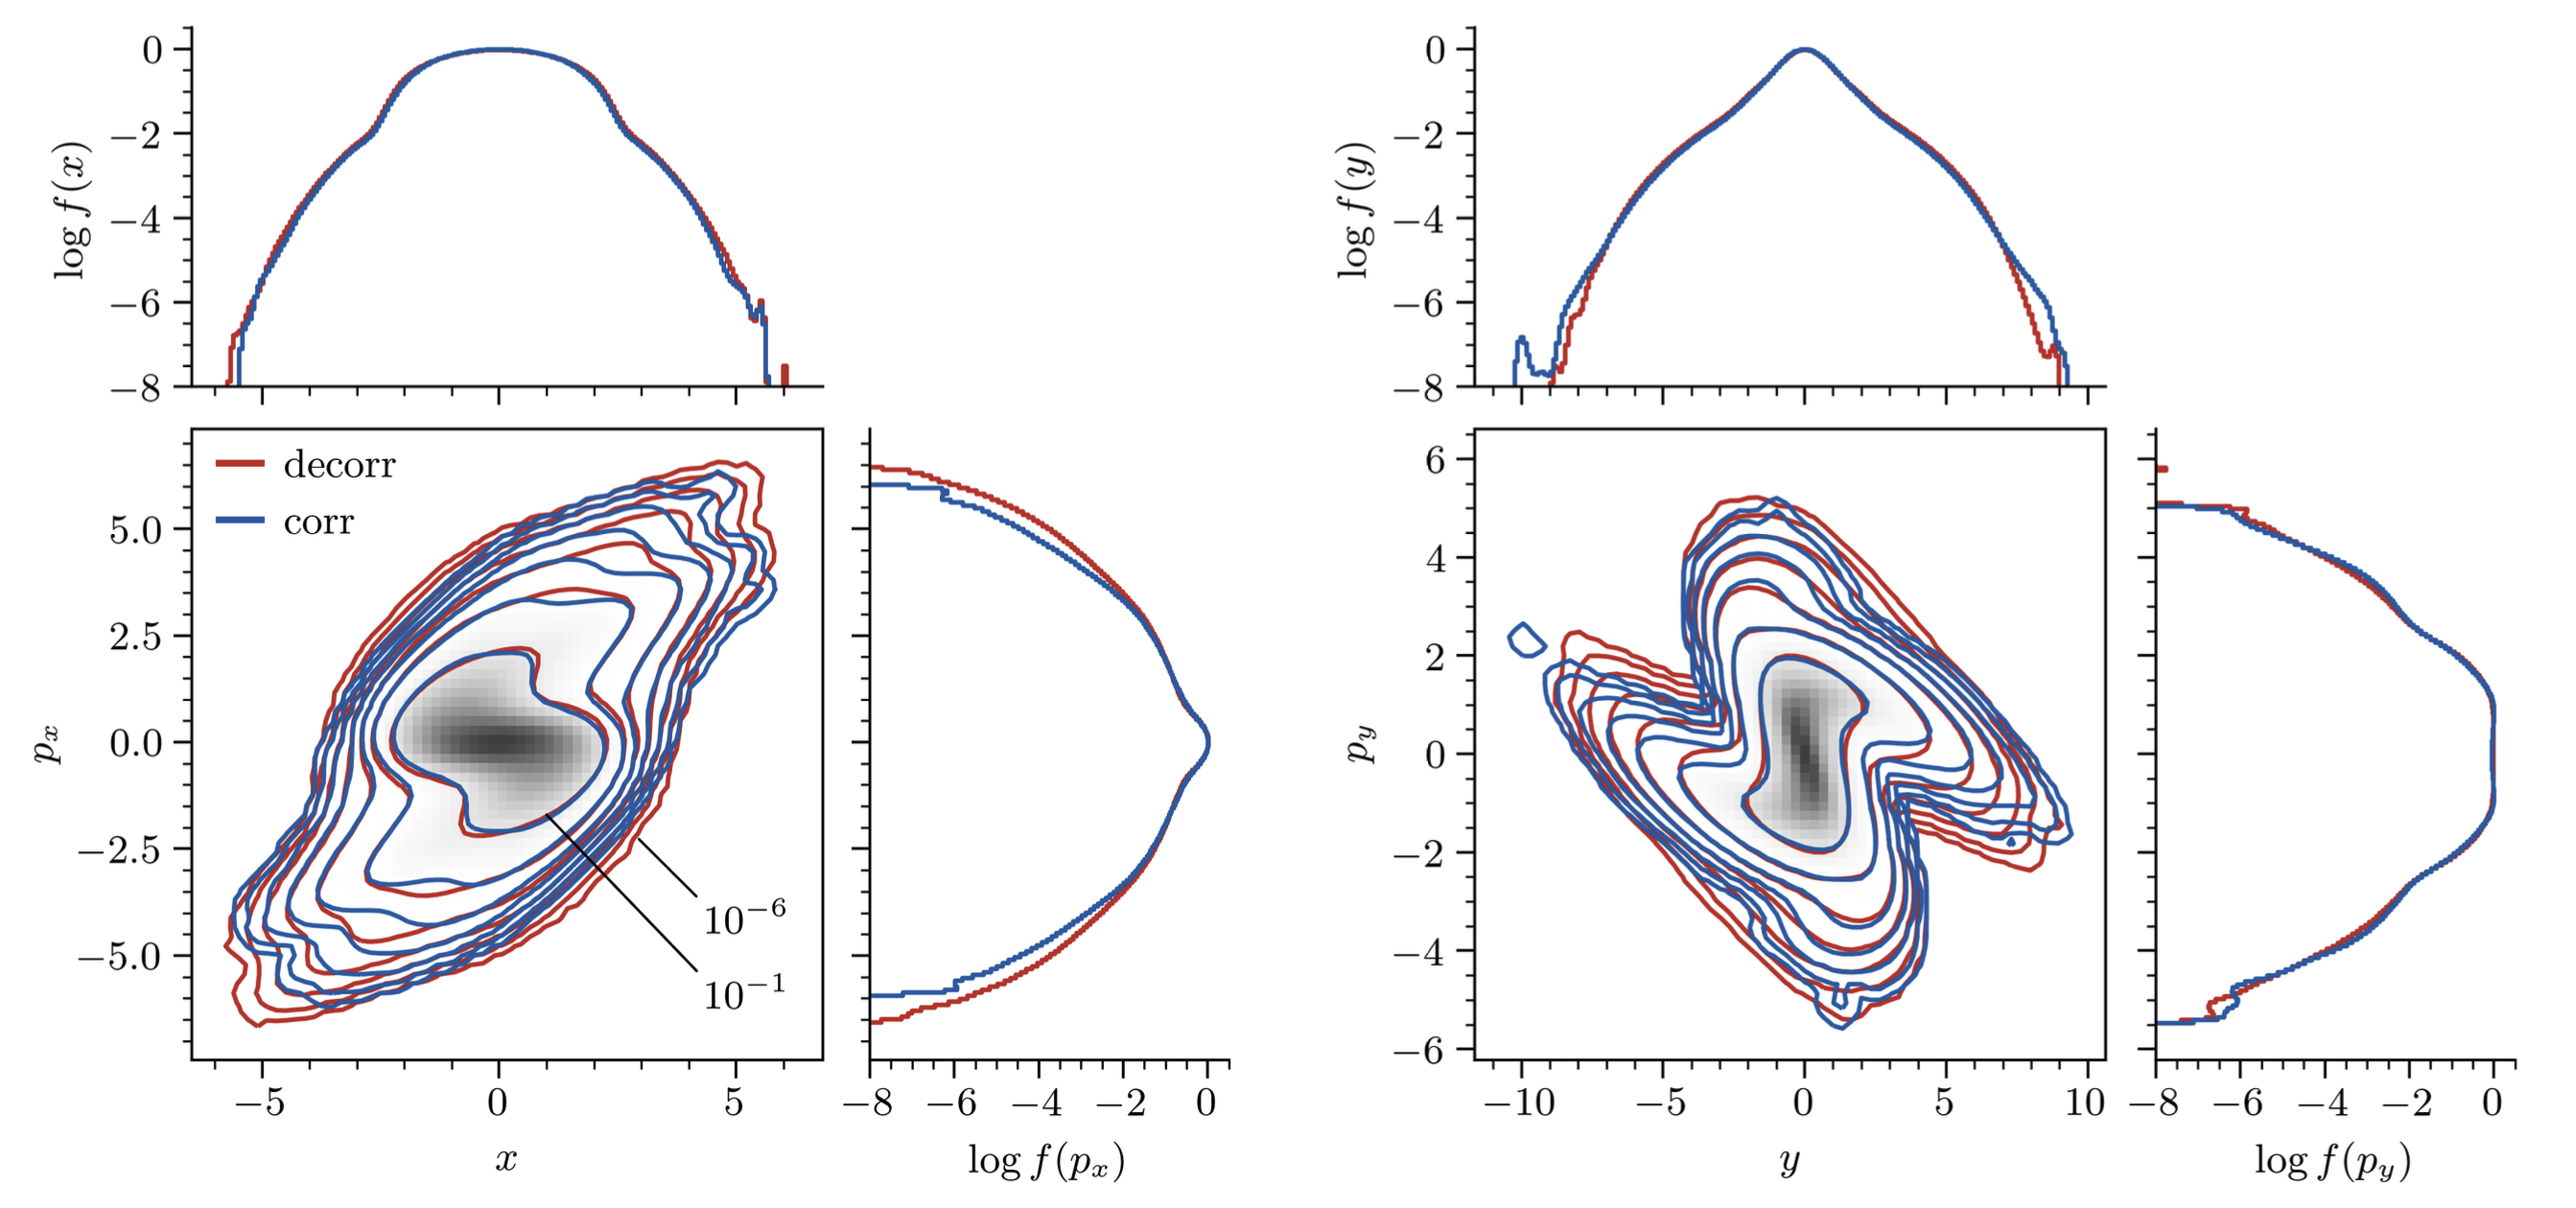 0
−2
−4
−6
−8
log f(x)
0
−2
−4
−6
−8
log f(y)
decorr
corr
5.0
2.5
0.0
−2.5
−5.0
p_x
10^{−6}
10^{−1}
−5 0 5
x
−8 −6 −4 −2 0
log f(p_x)
6
4
2
0
−2
−4
−6
p_y
−10 −5 0 5 10
y
−8 −6 −4 −2 0
log f(p_y)